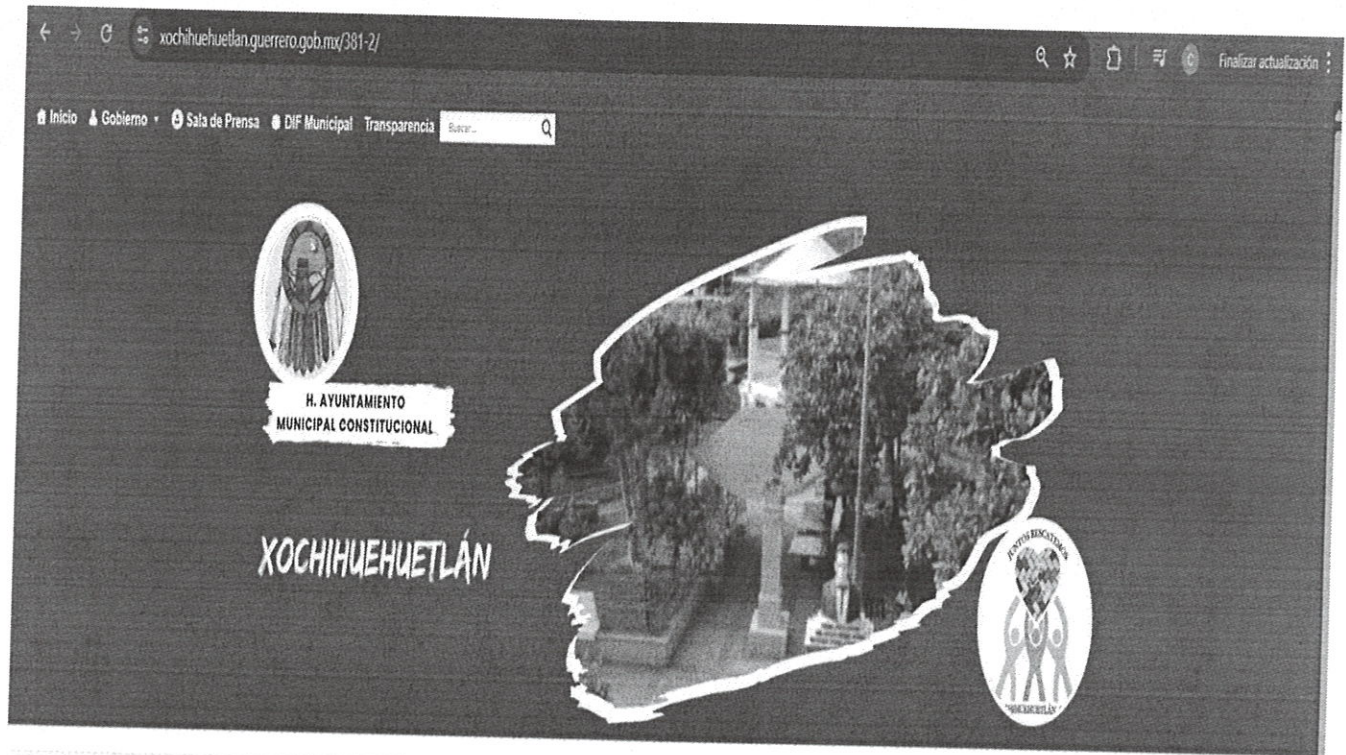 xochihuehuetlan.guerrero.gob.mx/381-2/
C
Finalizar actualización
Inicio Gobierno Sala de Prensa DIF Municipal Transparencia Buscar...
H. AYUNTAMIENTO
MUNICIPAL CONSTITUCIONAL
XOCHIHUEHUETLÁN
JUNTOS